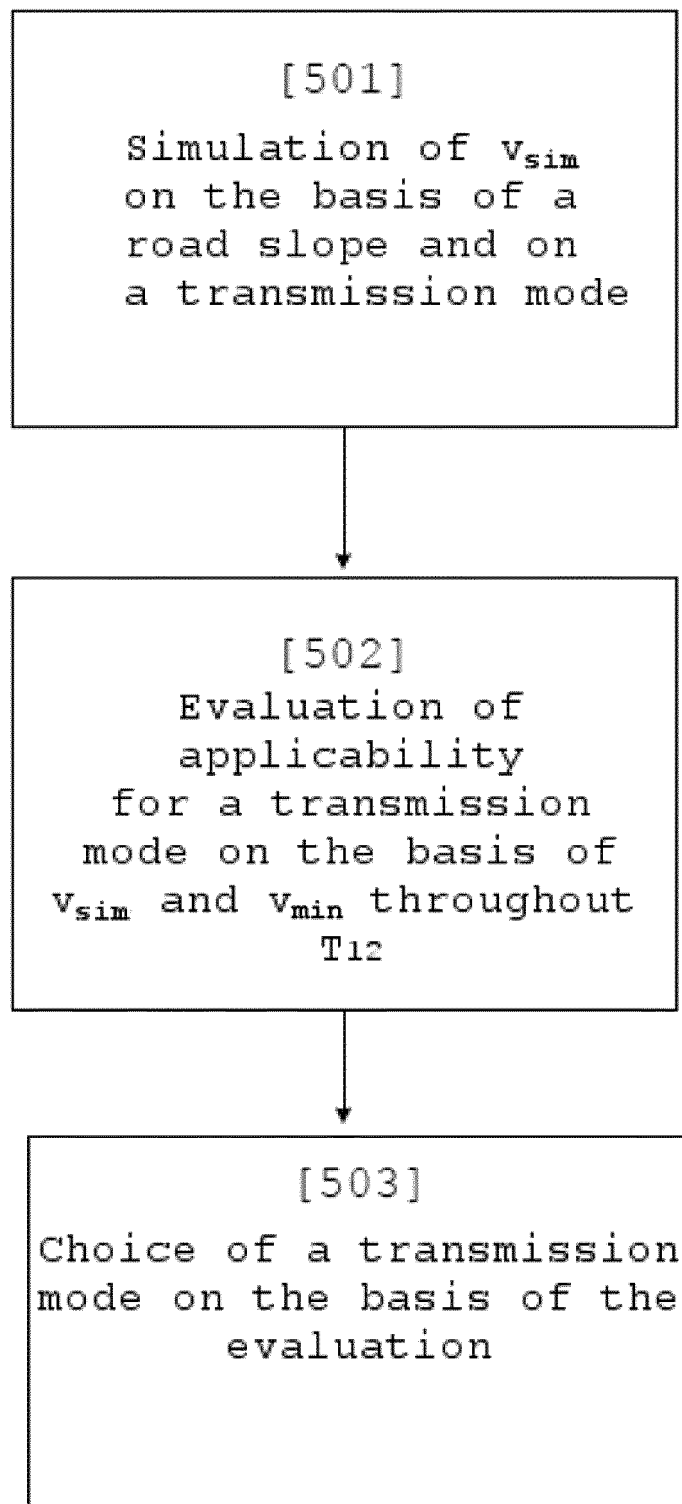 [501]
Simulation of vsim
on the basis of a
road slope and on
a transmission mode
[502]
Evaluation of
applicability
for a transmission
mode on the basis of
vsim and vmin throughout
T12
[503]
Choice of a transmission
mode on the basis of the
evaluation